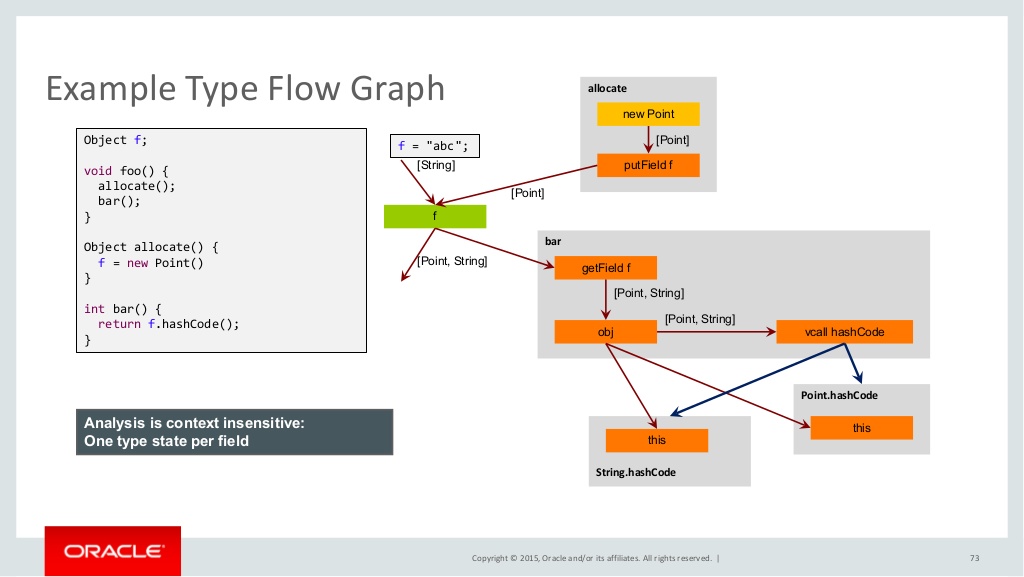 Example Type Flow Graph
Object f;
void foo() {
  allocate();
  bar();
}
Object allocate() {
  f = new Point()
}
int bar() {
  return f.hashCode();
}
Analysis is context insensitive:
One type state per field
f = "abc";
[String]
f
[Point, String]
allocate
new Point
[Point]
putField f
[Point]
bar
getField f
[Point, String]
obj
[Point, String]
vcall hashCode
Point.hashCode
this
this
String.hashCode
ORACLE®
Copyright © 2015, Oracle and/or its affiliates. All rights reserved. |
73